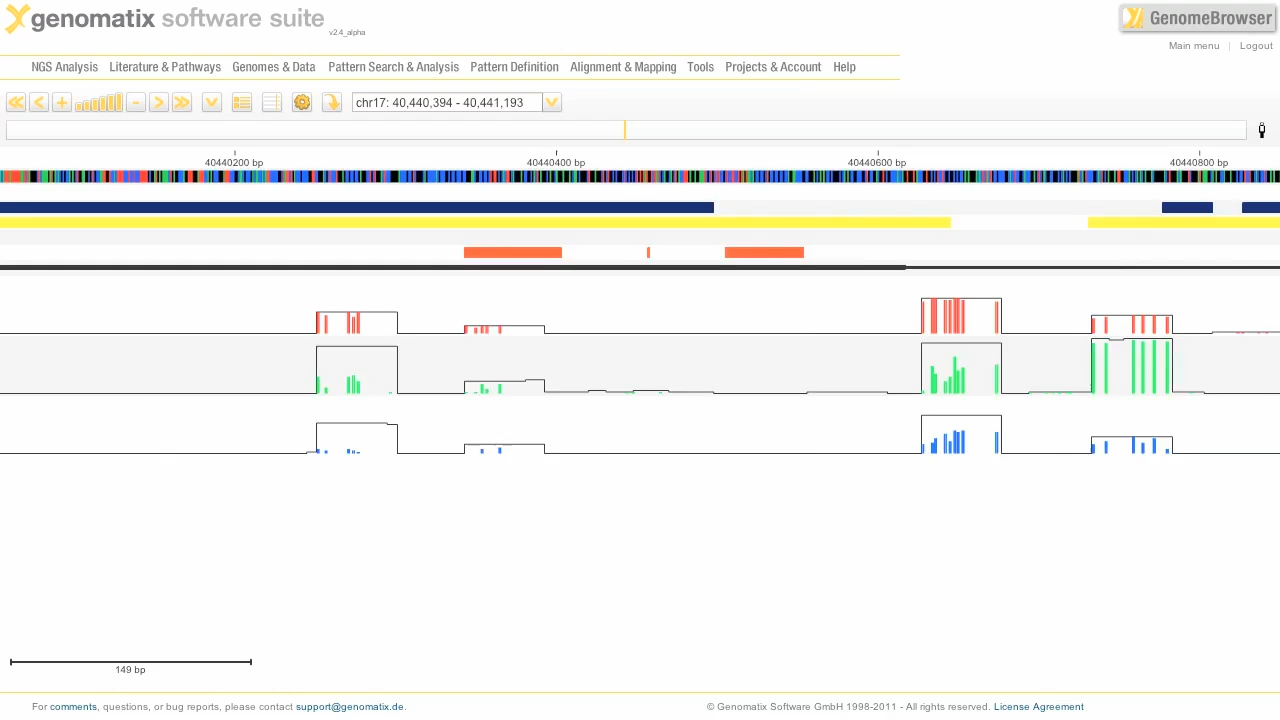 genomatix software suite
v2.4_alpha
GenomeBrowser
Main menu | Logout
NGS Analysis Literature & Pathways Genomes & Data Pattern Search & Analysis Pattern Definition Alignment & Mapping Tools Projects & Account Help
chr17: 40,440,394 - 40,441,193
40440200 bp 40440400 bp 40440600 bp 40440800 bp
149 bp
For comments, questions, or bug reports, please contact support@genomatix.de.
© Genomatix Software GmbH 1998-2011 - All rights reserved. License Agreement